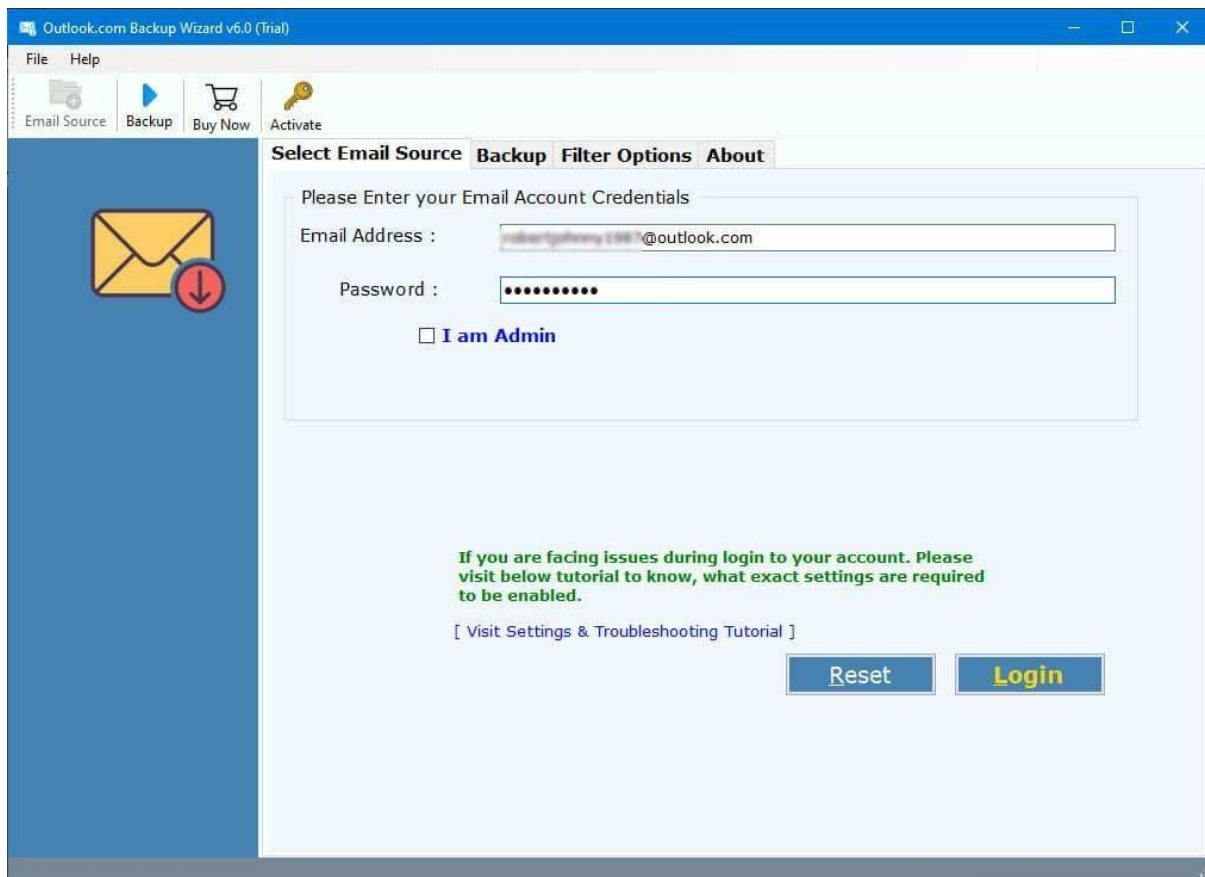 Outlook.com Backup Wizard v6.0 (Trial)
File Help
Email Source Backup Buy Now Activate
Select Email Source Backup Filter Options About
Please Enter your Email Account Credentials
Email Address : @outlook.com
Password : ••••••••••
I am Admin
If you are facing issues during login to your account. Please
visit below tutorial to know, what exact settings are required
to be enabled.
[ Visit Settings & Troubleshooting Tutorial ]
Reset Login